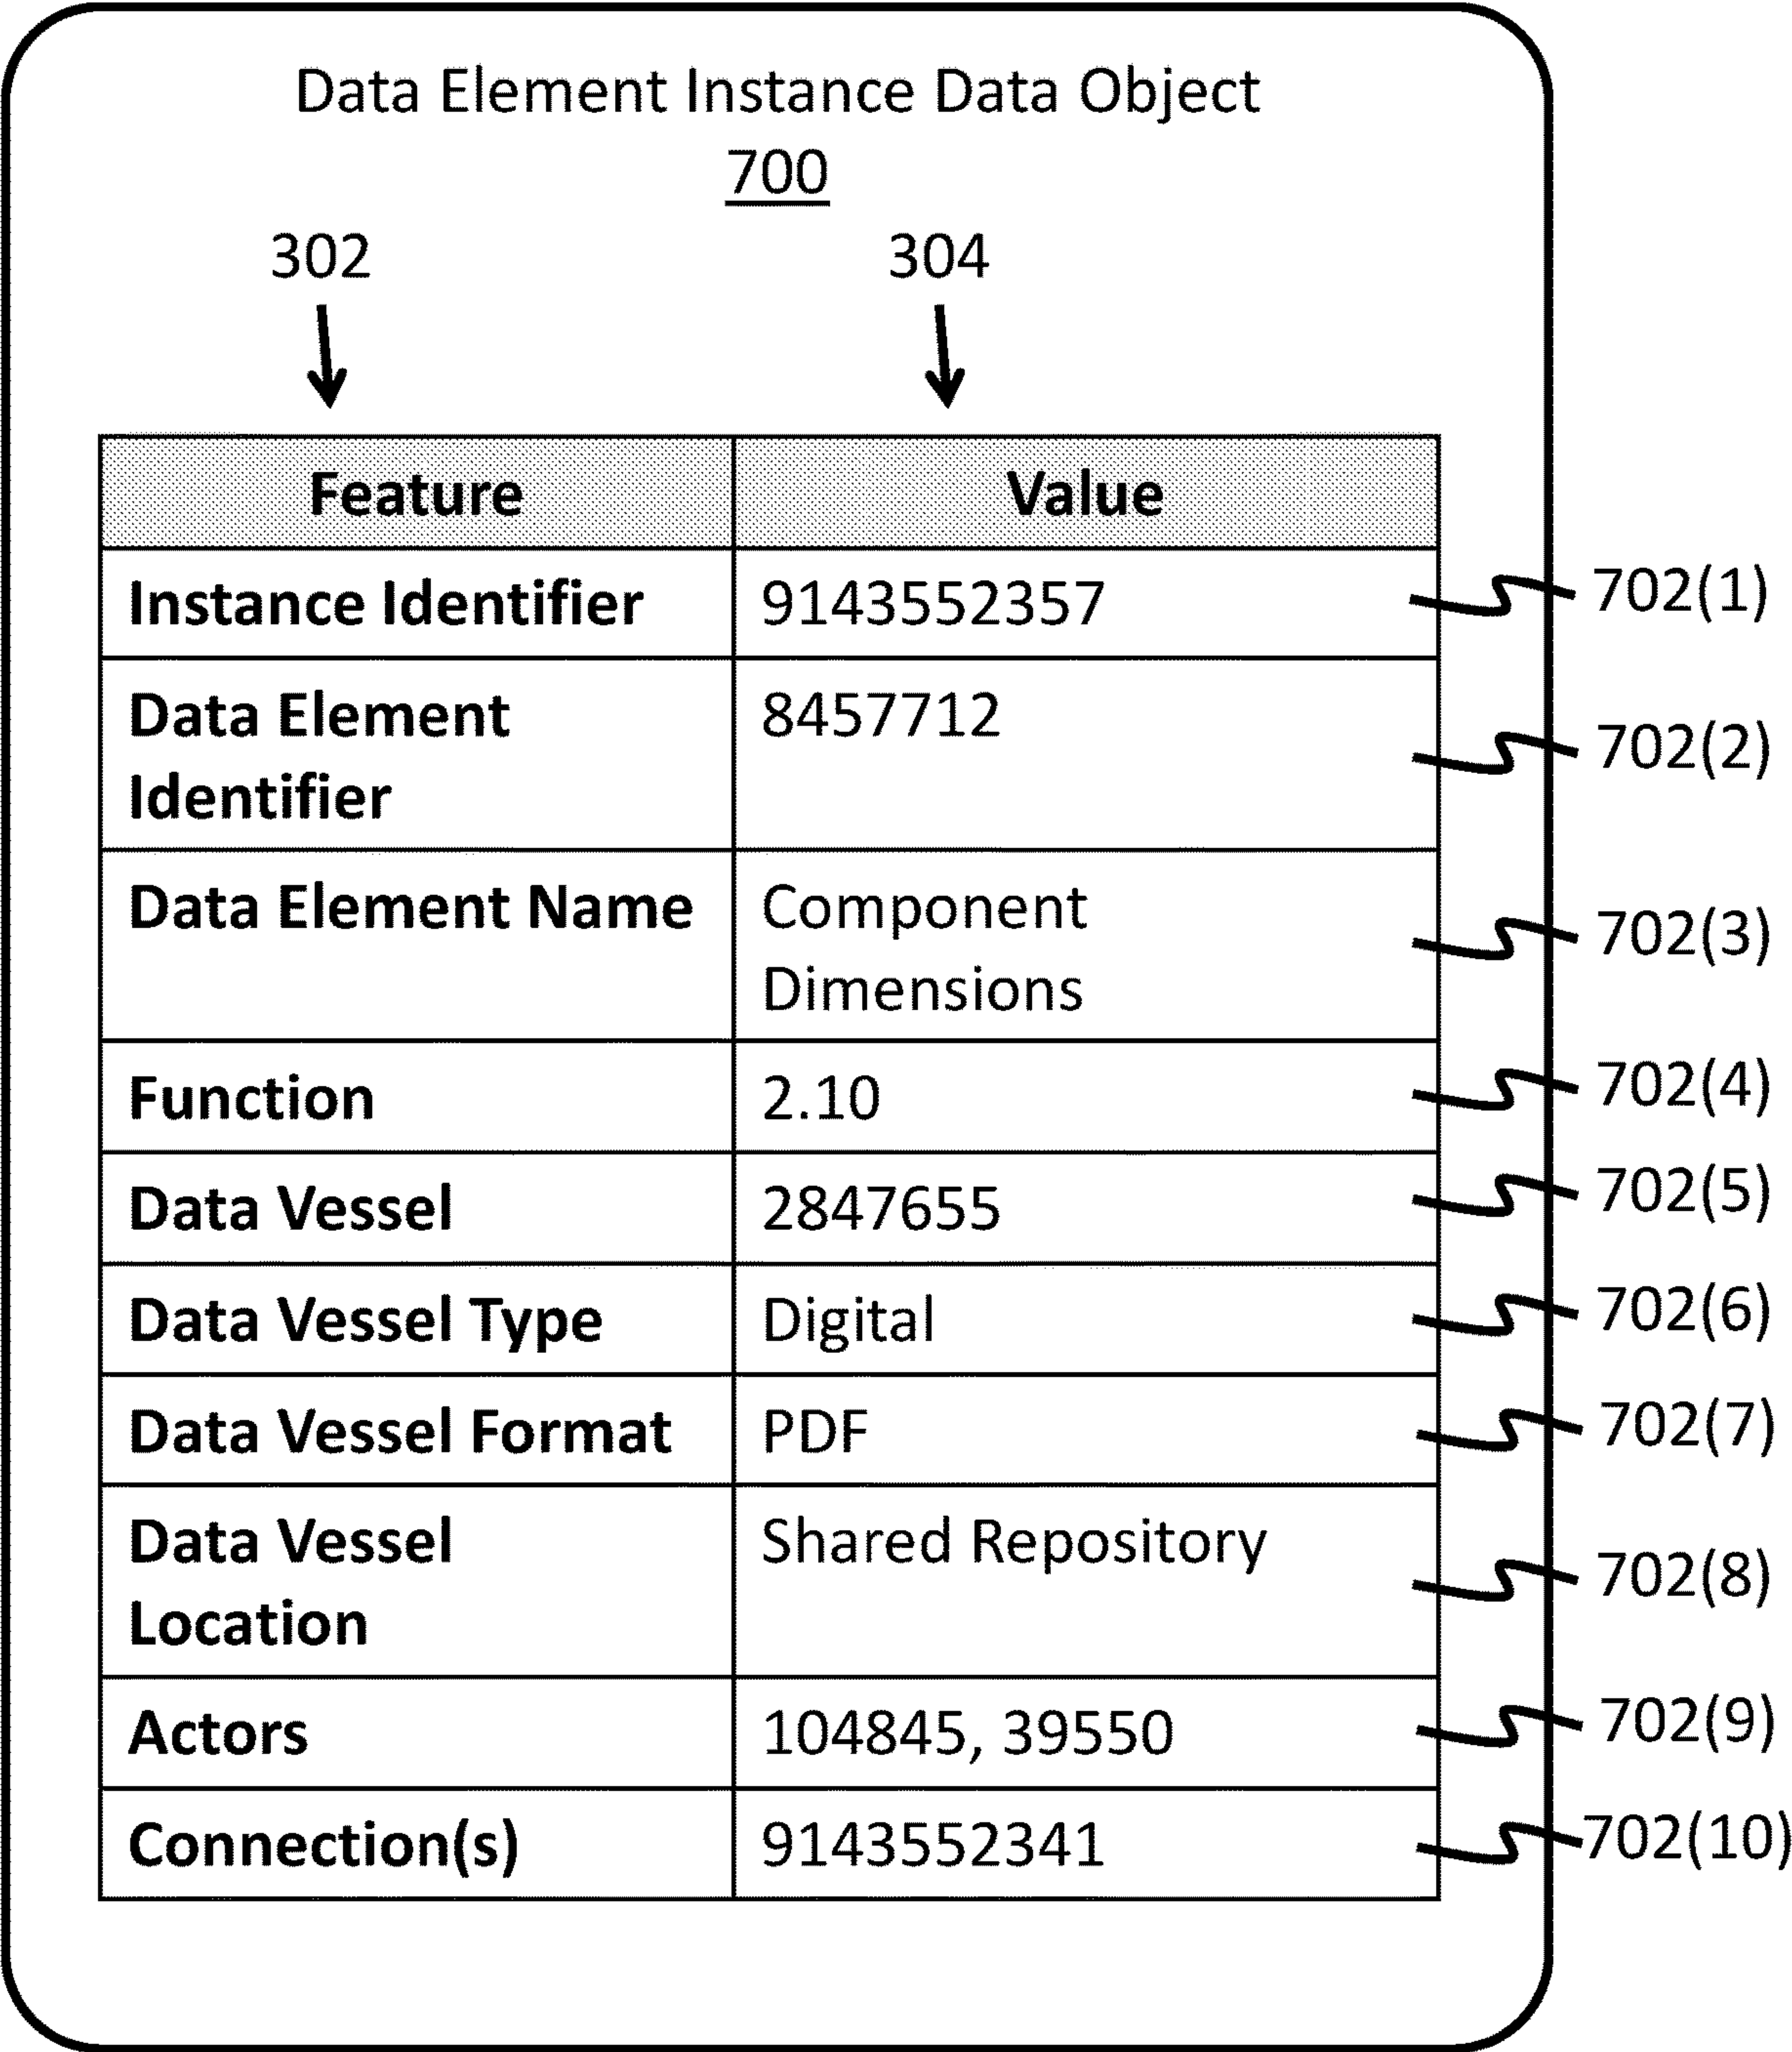 Data Element Instance Data Object
700
302 304
Feature Value
Instance Identifier 9143552357 702(1)
Data Element 8457712 702(2)
Identifier
Data Element Name Component 702(3)
Dimensions
Function 2.10 702(4)
Data Vessel 2847655 702(5)
Data Vessel Type Digital 702(6)
Data Vessel Format PDF 702(7)
Data Vessel Shared Repository 702(8)
Location
Actors 104845, 39550 702(9)
Connection(s) 9143552341 702(10)